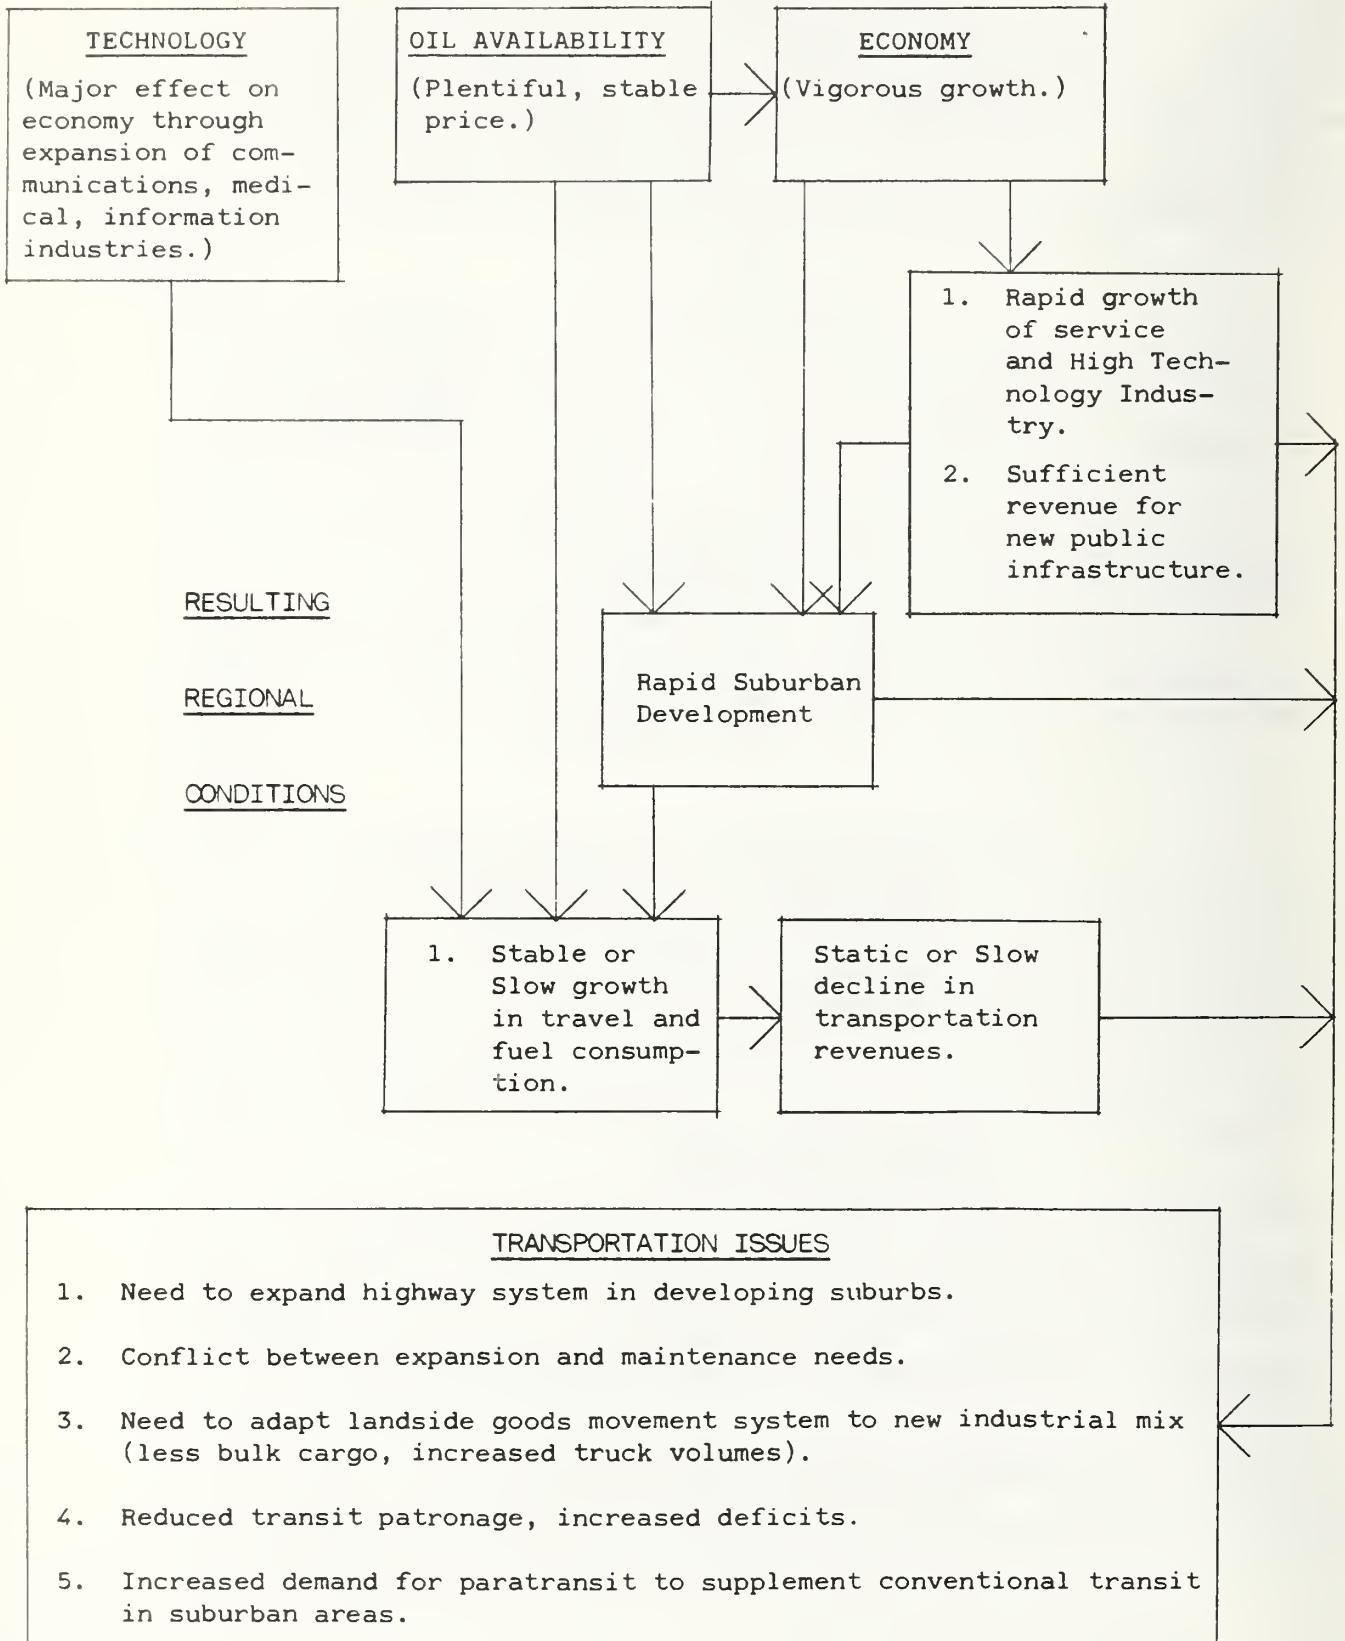 TECHNOLOGY
(Major effect on
economy through
expansion of com-
munications, medi-
cal, information
industries.)
OIL AVAILABILITY
(Plentiful, stable
price.)
ECONOMY
(Vigorous growth.)
1. Rapid growth
of service
and High Tech-
nology Indus-
try.
2. Sufficient
revenue for
new public
infrastructure.
RESULTING
REGIONAL
CONDITIONS
Rapid Suburban
Development
1. Stable or
Slow growth
in travel and
fuel consump-
tion.
Static or Slow
decline in
transportation
revenues.
TRANSPORTATION ISSUES
1. Need to expand highway system in developing suburbs.
2. Conflict between expansion and maintenance needs.
3. Need to adapt landside goods movement system to new industrial mix
(less bulk cargo, increased truck volumes).
4. Reduced transit patronage, increased deficits.
5. Increased demand for paratransit to supplement conventional transit
in suburban areas.